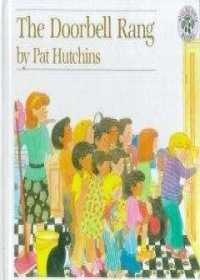 The Doorbell Rang
by Pat Hutchins